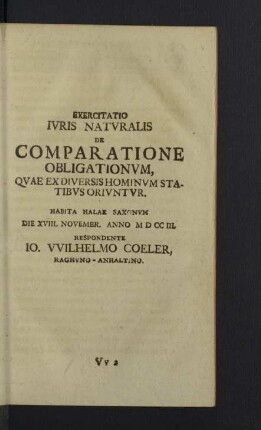 EXERCITATIO
IVRIS NATVRALIS
DE
COMPARATIONE
OBLIGATIONVM,
QVAE EX DIVERSIS HOMINVM STA-
TIBVS ORIVNTVR.
HABITA HALAE SAXONVM
DIE XVIII. NOVEMBR. ANNO M D CC III.
RESPONDENTE
IO. VVILHELMO COELER,
RAGHVNO-ANHALTINO.
Vv 2